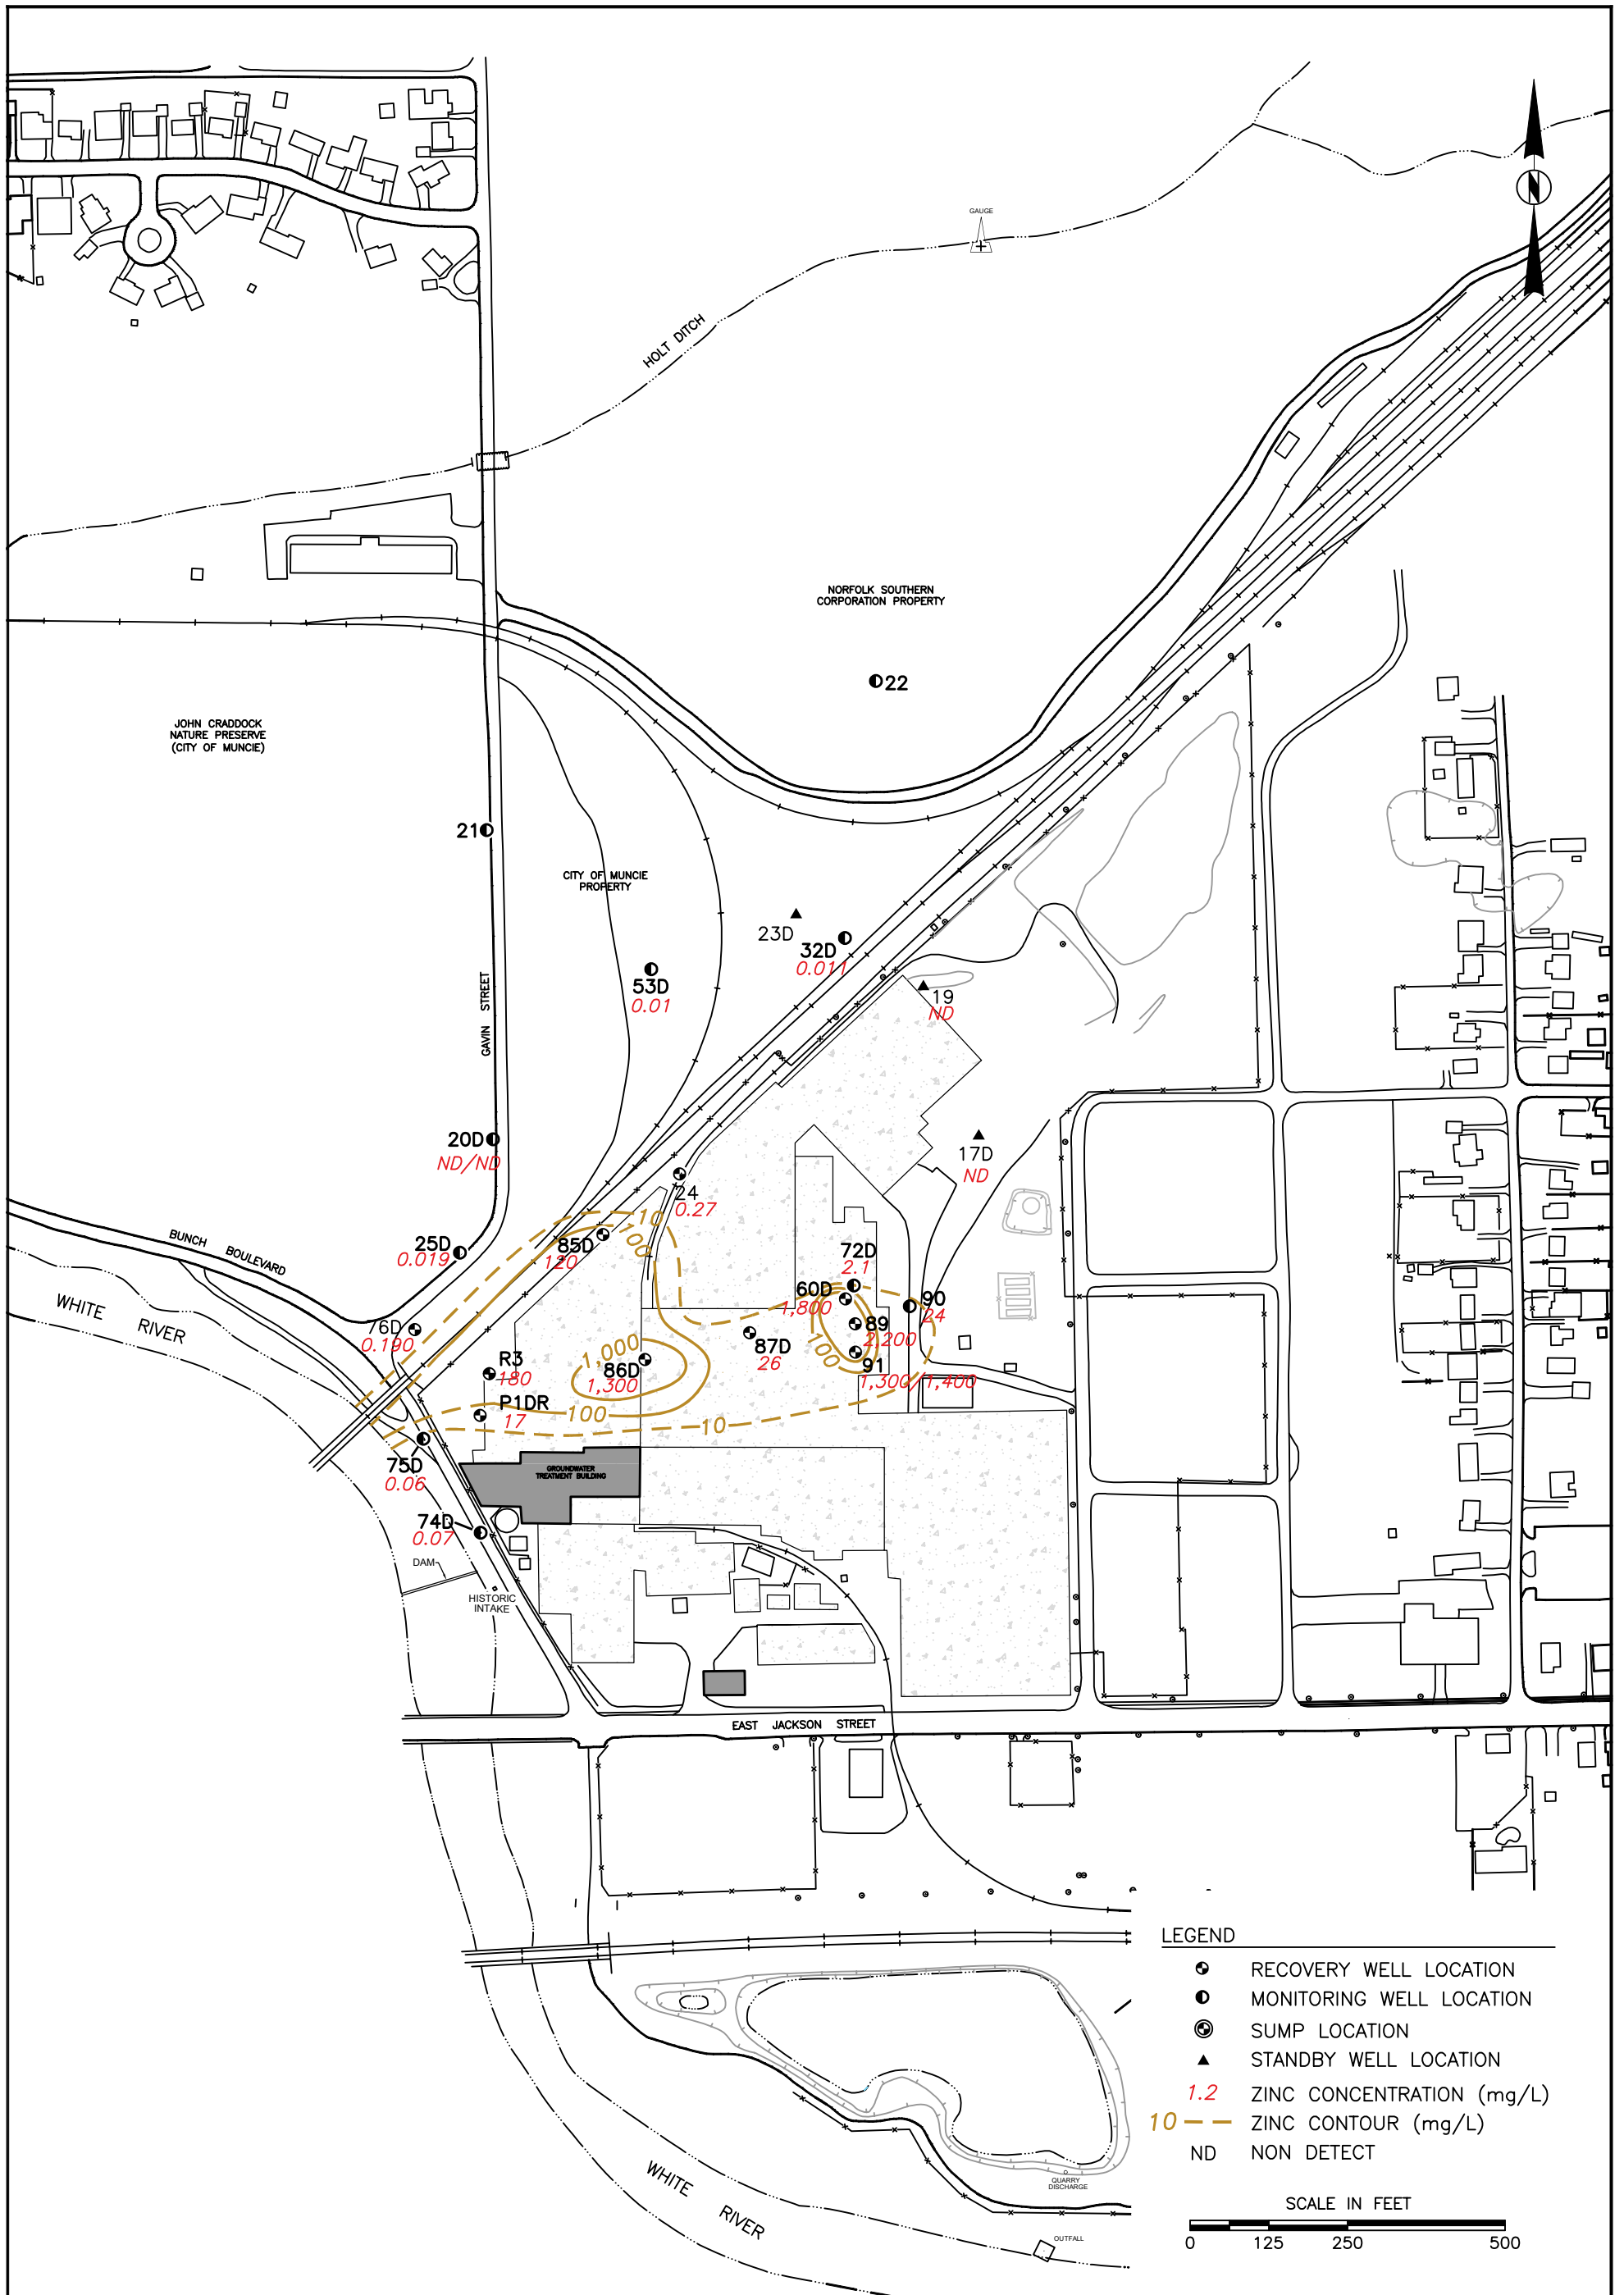 GAUGE
HOLT DITCH
NORFOLK SOUTHERN
CORPORATION PROPERTY
22
JOHN CRADDOCK
NATURE PRESERVE
(CITY OF MUNCIE)
21
CITY OF MUNCIE
PROPERTY
23D
32D
0.011
53D
0.01
19
ND
GAVIN STREET
20D
ND/ND
17D
ND
24
0.27
BUNCH BOULEVARD
25D
0.019
85D
120
10
100
72D
2.1
60D
1,800
90
24
WHITE RIVER
76D
0.190
89
2,200
87D
26
100
1,000
R3
180
86D
1,300
91
1,300/1,400
P1DR
17
100
10
75D
0.06
GROUNDWATER
TREATMENT BUILDING
74D
0.07
DAM
HISTORIC
INTAKE
EAST JACKSON STREET
LEGEND
RECOVERY WELL LOCATION
MONITORING WELL LOCATION
SUMP LOCATION
STANDBY WELL LOCATION
1.2 ZINC CONCENTRATION (mg/L)
10 ZINC CONTOUR (mg/L)
ND NON DETECT
QUARRY
DISCHARGE
WHITE RIVER
OUTFALL
SCALE IN FEET
0 125 250 500
N